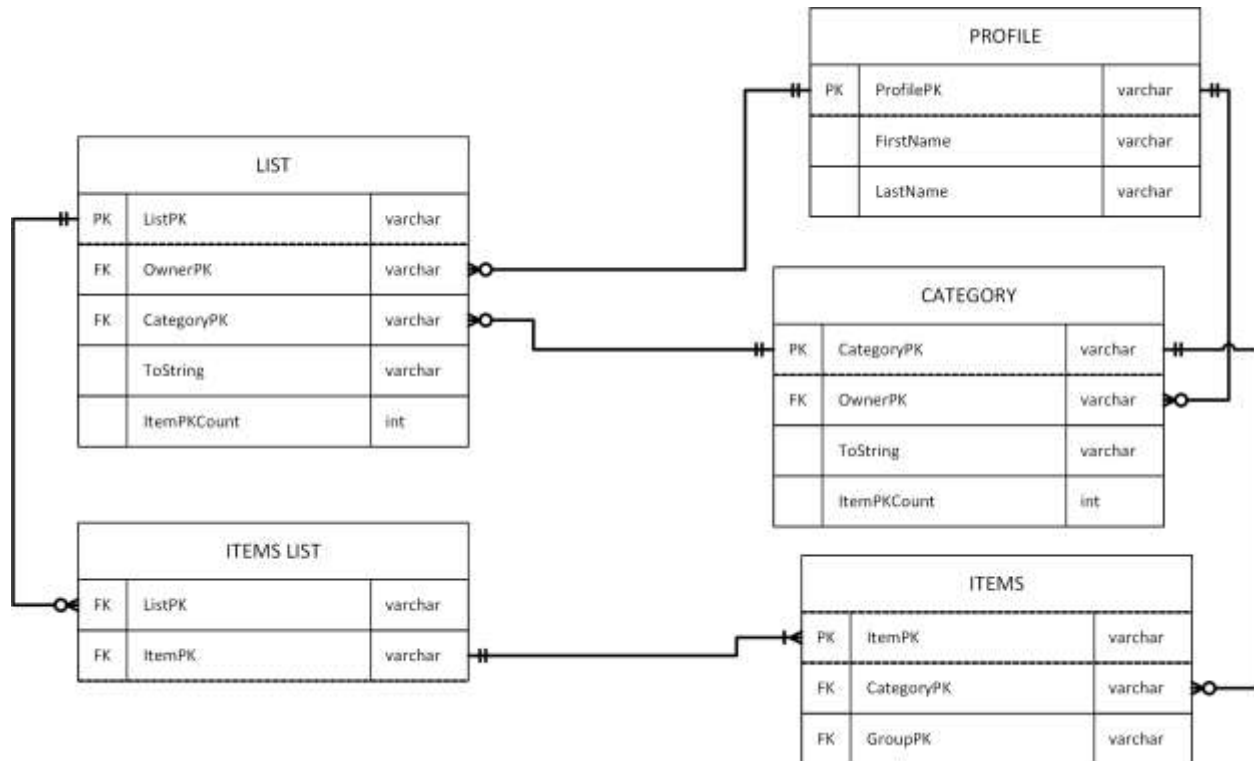 PROFILE
PK ProfilePK varchar
FirstName varchar
LastName varchar
LIST
PK ListPK varchar
FK OwnerPK varchar
FK CategoryPK varchar
ToString varchar
ItemPKCount int
CATEGORY
PK CategoryPK varchar
FK OwnerPK varchar
ToString varchar
ItemPKCount int
ITEMS LIST
FK ListPK varchar
FK ItemPK varchar
ITEMS
PK ItemPK varchar
FK CategoryPK varchar
FK GroupPK varchar